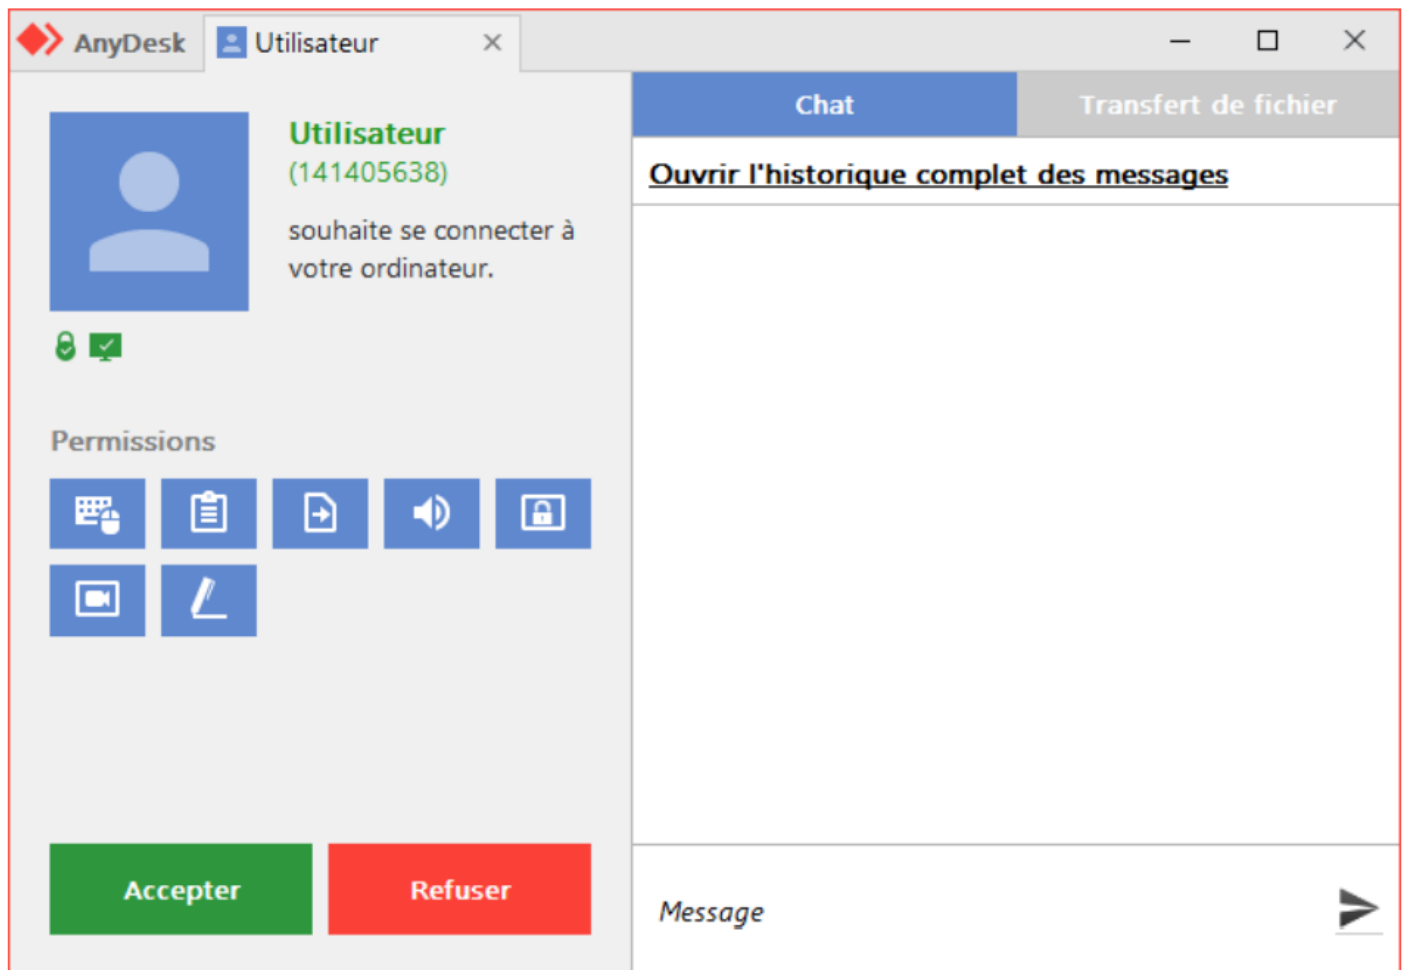 AnyDesk
Utilisateur
Chat
Transfert de fichier
Utilisateur
(141405638)
souhaite se connecter à
votre ordinateur.
Ouvrir l'historique complet des messages
Permissions
Accepter
Refuser
Message